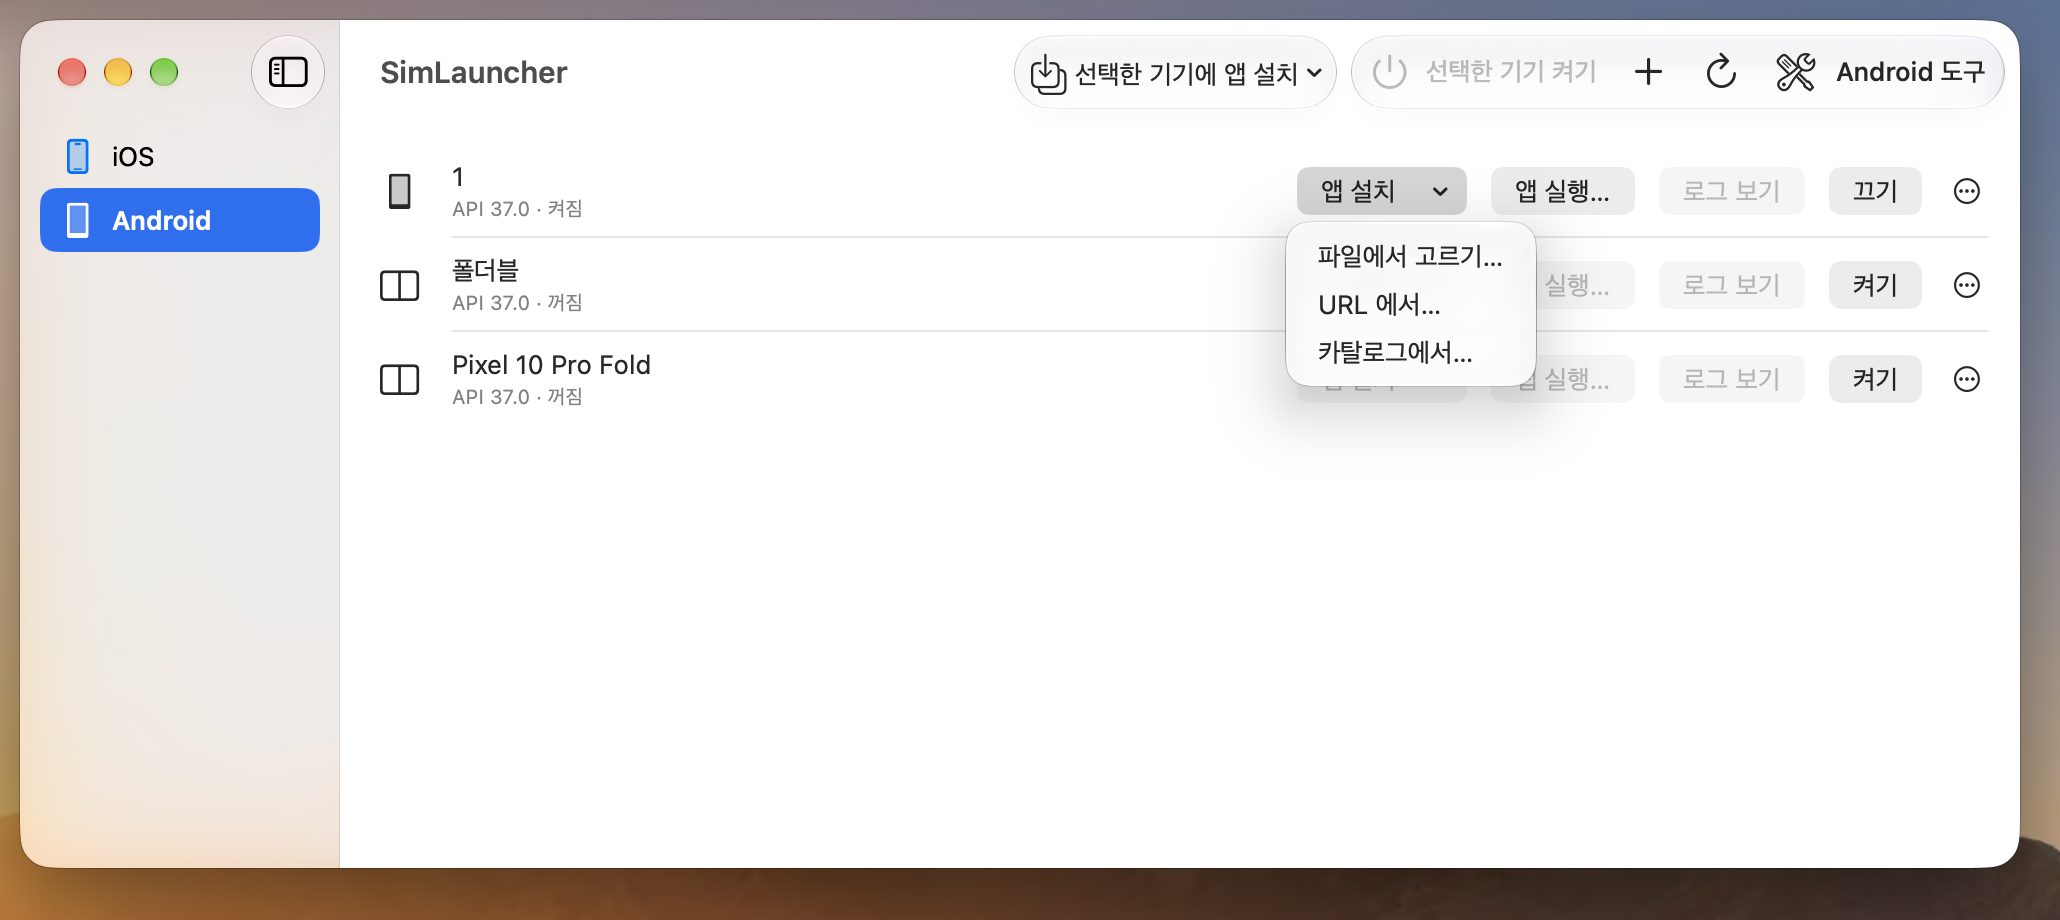 SimLauncher
선택한 기기에 앱 설치
선택한 기기 켜기
Android 도구
iOS
Android
1
API 37.0 · 켜짐
앱 설치
앱 실행...
로그 보기
끄기
파일에서 고르기...
URL 에서...
카탈로그에서...
폴더블
API 37.0 · 꺼짐
실행...
로그 보기
켜기
Pixel 10 Pro Fold
API 37.0 · 꺼짐
앱 실행...
로그 보기
켜기